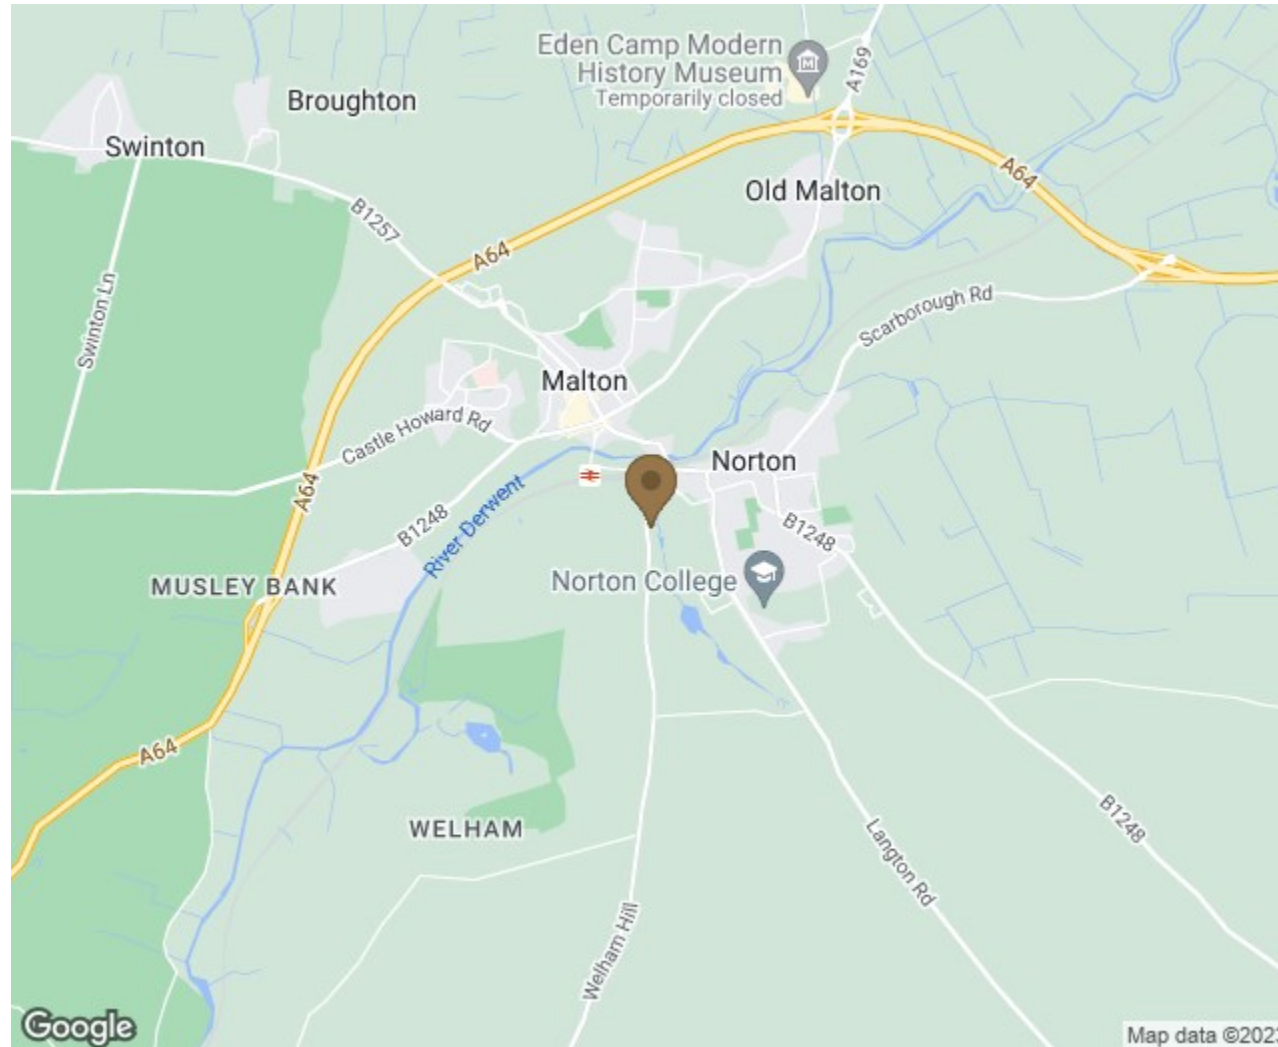 Eden Camp Modern
History Museum
Temporarily closed
A169
Broughton
Swinton
A64
Old Malton
B1257
A64
Swinton Ln
Scarborough Rd
Malton
Castle Howard Rd
Norton
A64
B1248
River Derwent
B1248
Norton College
MUSLEY BANK
A64
WELHAM
B1248
Langton Rd
Welham Hill
Google
Map data ©202